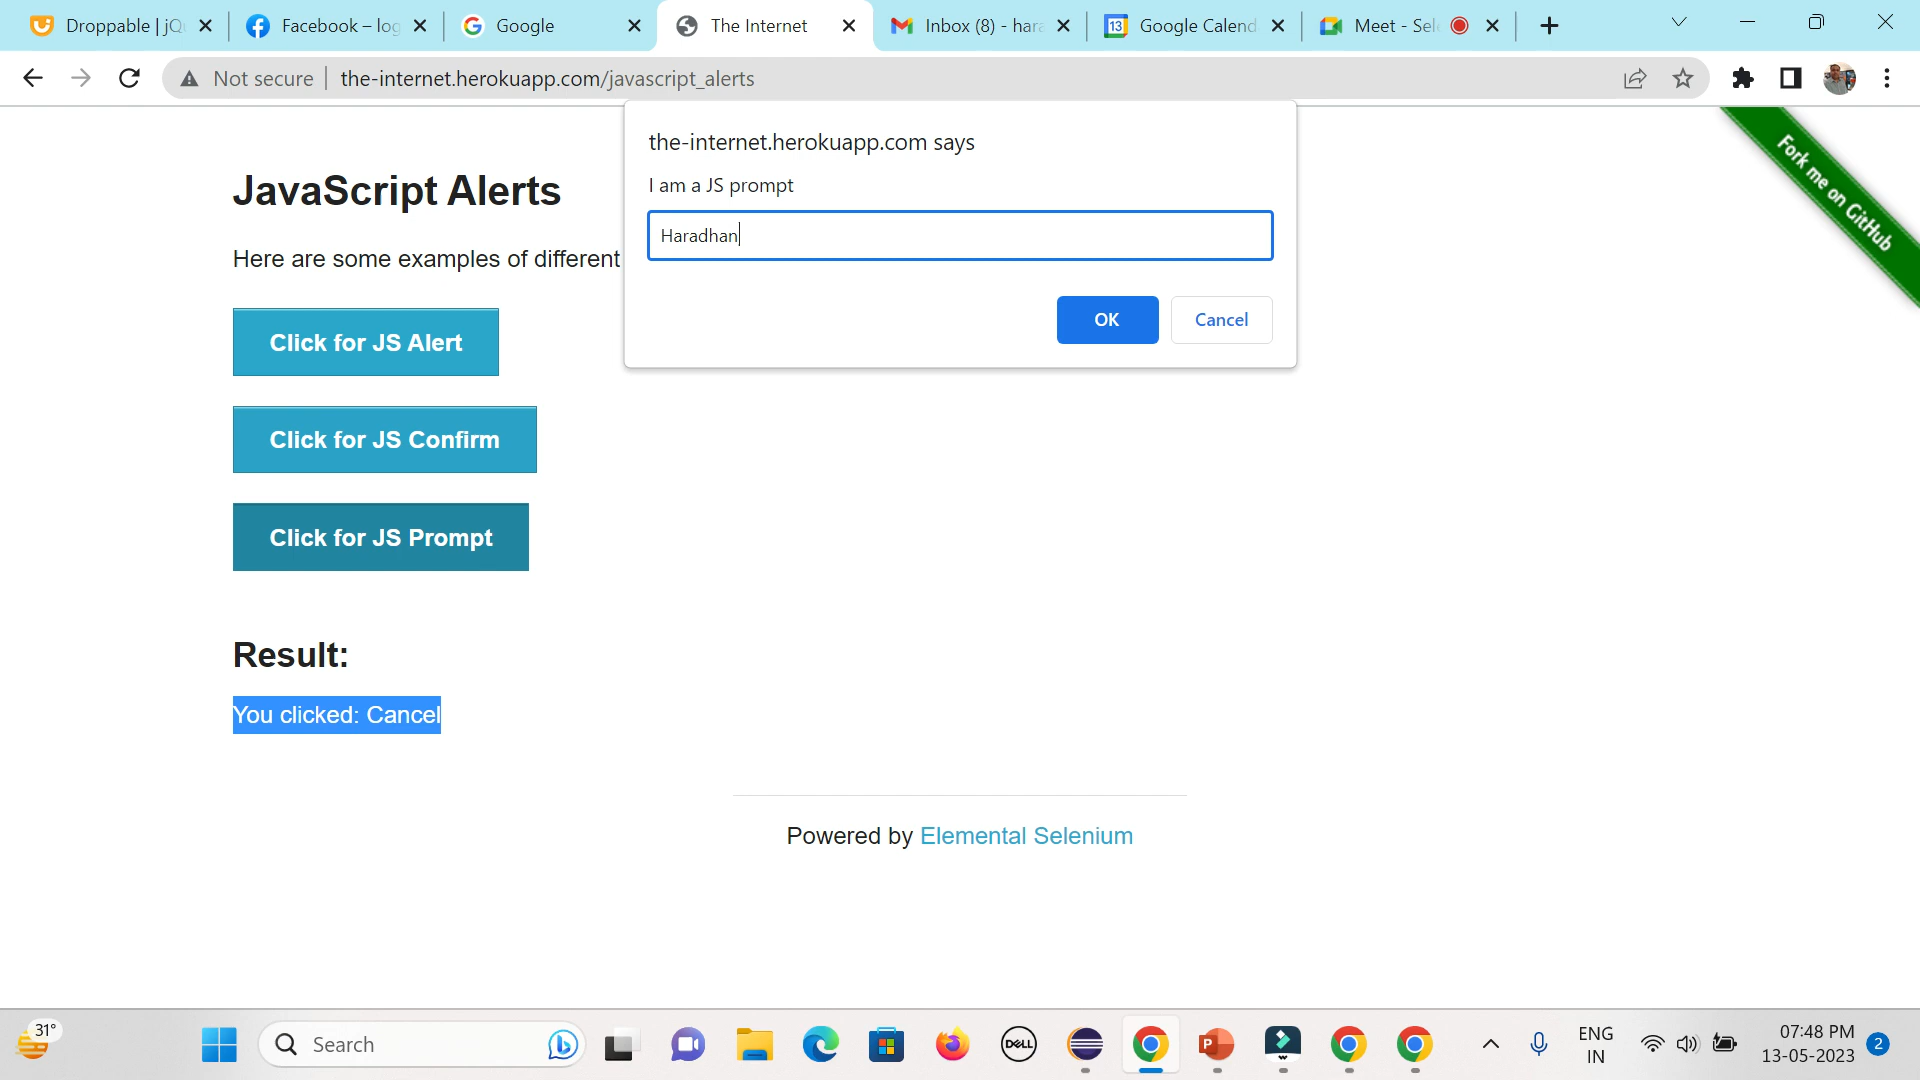 Droppable | jQu
Facebook – log
Google
The Internet
Inbox (8) - hara
Google Calend
Meet - Sele
Not secure
the-internet.herokuapp.com/javascript_alerts
the-internet.herokuapp.com says
I am a JS prompt
Haradhan
OK
Cancel
Fork me on GitHub
JavaScript Alerts
Here are some examples of different
Click for JS Alert
Click for JS Confirm
Click for JS Prompt
Result:
You clicked: Cancel
Powered by Elemental Selenium
31°
Search
DELL
ENG
IN
07:48 PM
13-05-2023
2